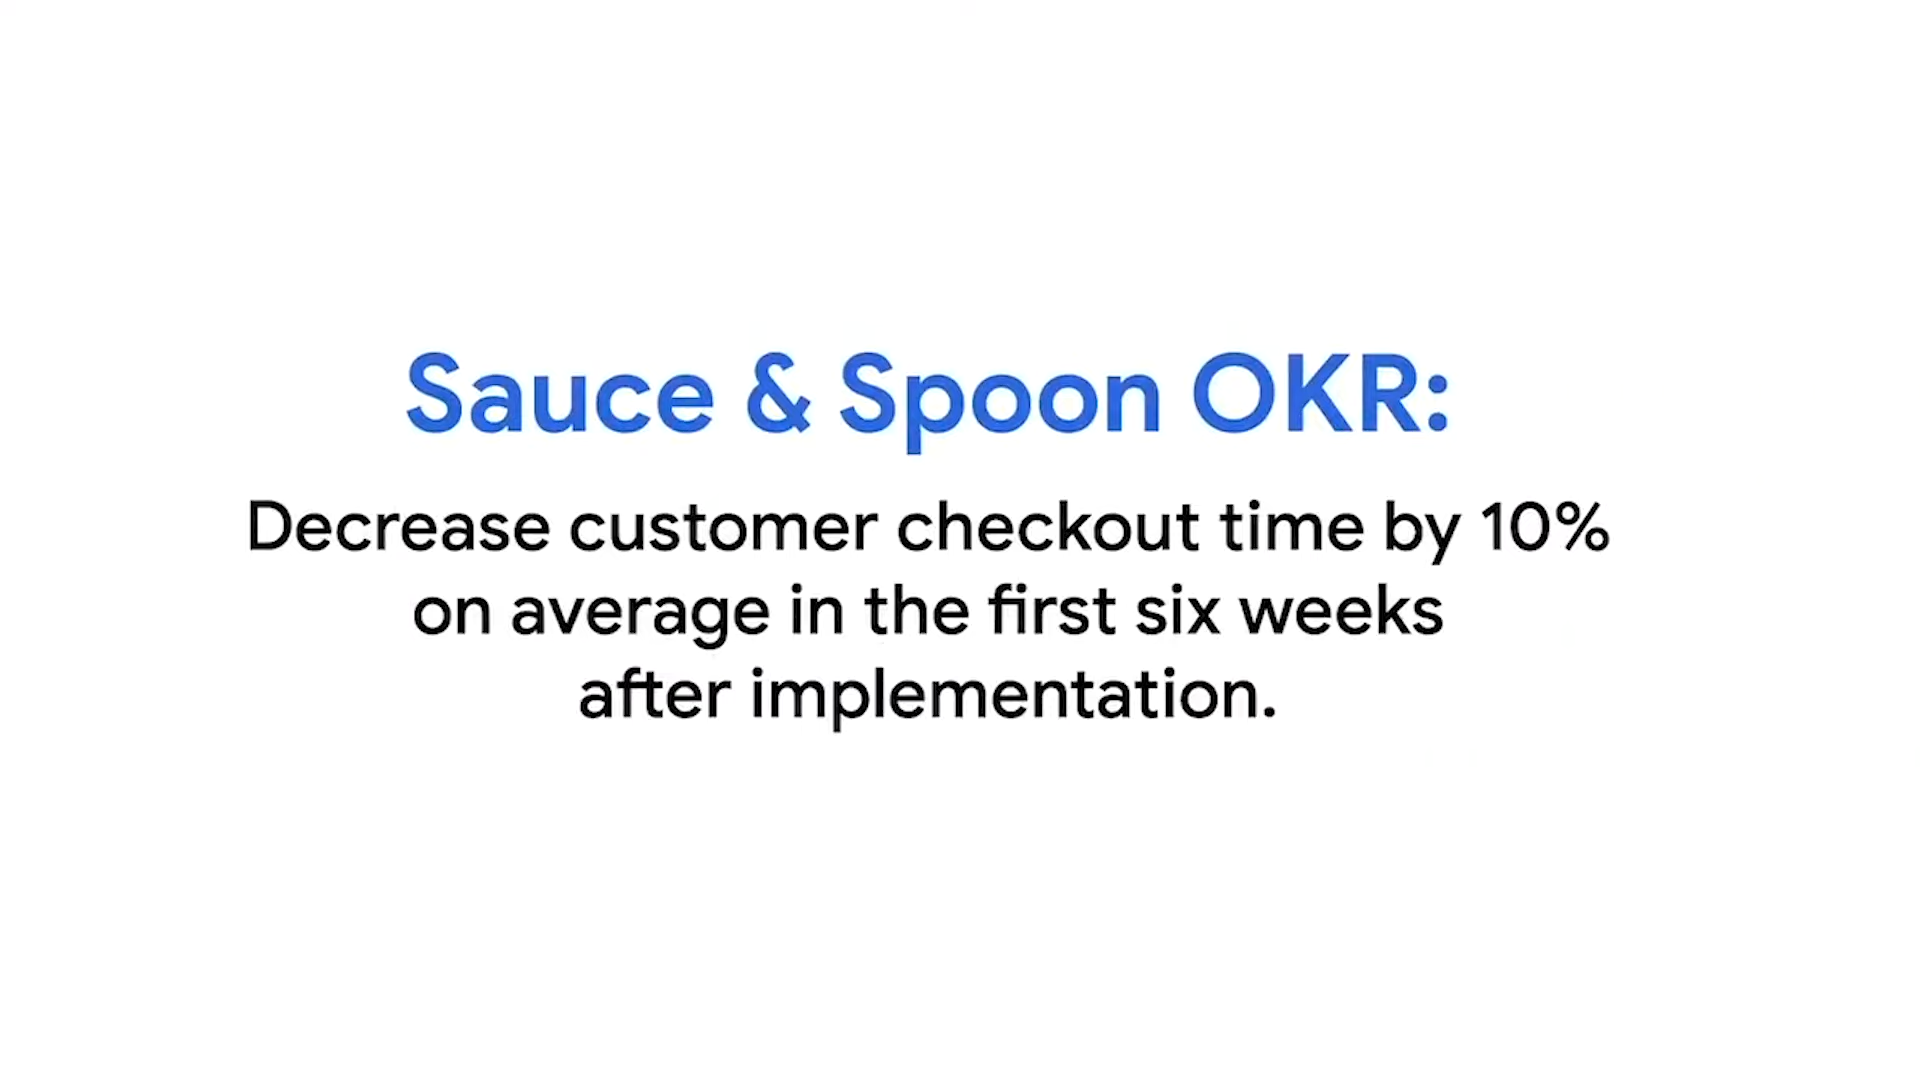 Sauce & Spoon OKR:
Decrease customer checkout time by 10%
on average in the first six weeks
after implementation.